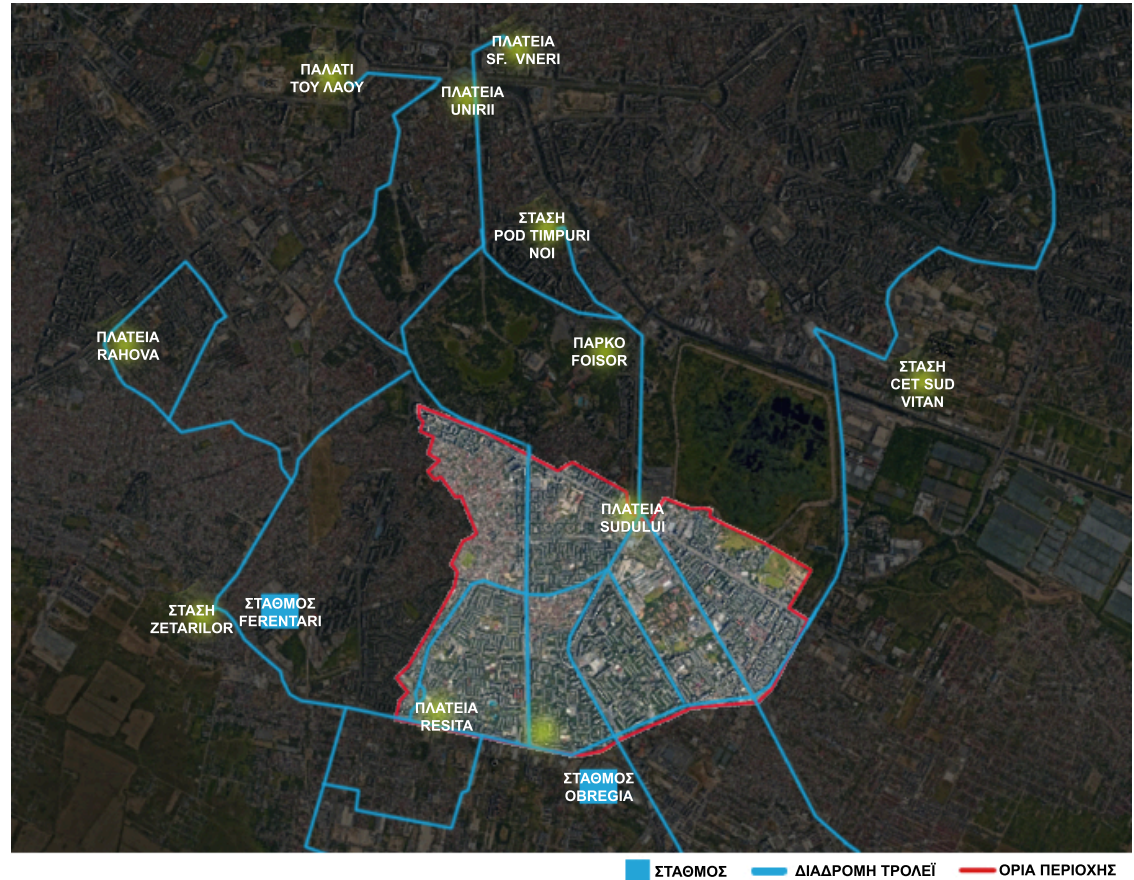 ΠΛΑΤΕΙΑ
SF. VNERI
ΠΑΛΑΤΙ
ΤΟΥ ΛΑΟΥ
ΠΛΑΤΕΙΑ
UNIRII
ΣΤΑΣΗ
POD TIMPURI
NOI
ΠΛΑΤΕΙΑ
RAHOVA
ΠΑΡΚΟ
FOISOR
ΣΤΑΣΗ
CET SUD
VITAN
ΠΛΑΤΕΙΑ
SUDULUI
ΣΤΑΣΗ
ZETARILOR
ΣΤΑΘΜΟΣ
FERENTARI
ΠΛΑΤΕΙΑ
RESITA
ΣΤΑΘΜΟΣ
OBREGIA
ΣΤΑΘΜΟΣ
ΔΙΑΔΡΟΜΗ ΤΡΟΛΕΪ
ΟΡΙΑ ΠΕΡΙΟΧΗΣ